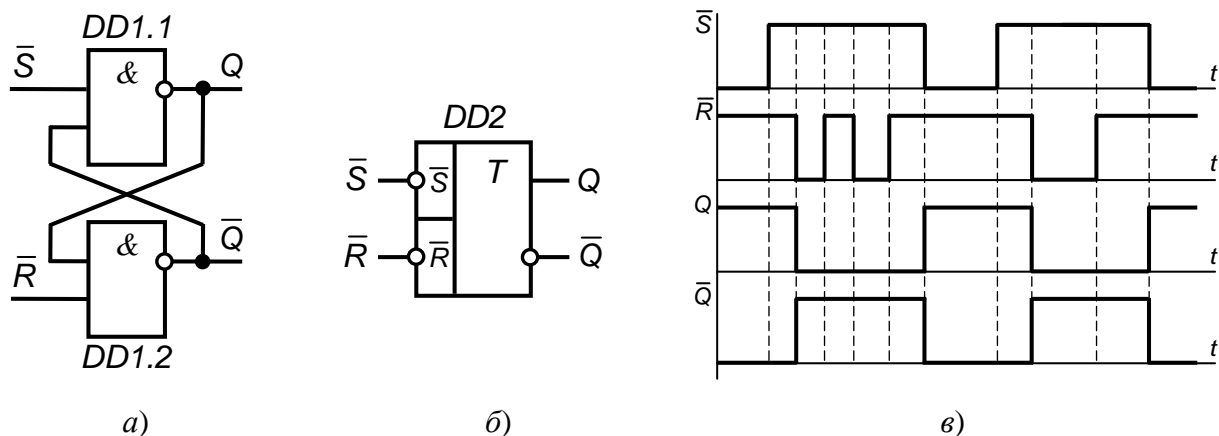 DD1.1
S̅
&
Q
&
Q̅
R̅
DD1.2
а)
DD2
S̅
S̅
T
Q
R̅
R̅
Q̅
б)
S̅
t
R̅
t
Q
t
Q̅
t
в)